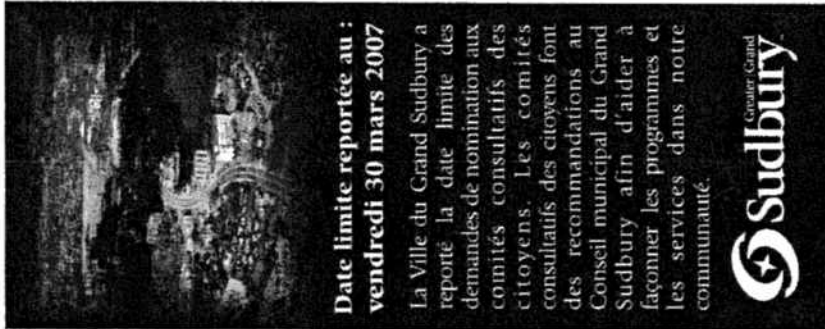 Date limite reportée au :
vendredi 30 mars 2007
La Ville du Grand Sudbury a
reporté la date limite des
demandes de nomination aux
comités consultatifs des
citoyens. Les comités
consultatifs des citoyens font
des recommandations au
Conseil municipal du Grand
Sudbury afin d'aider à
façonner les programmes et
les services dans notre
communauté.
Greater Grand
Sudbury